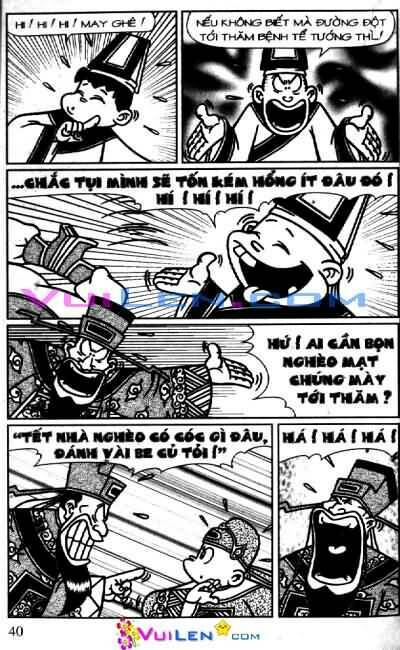 HI! HI! HI! MAY GHÊ!
NẾU KHÔNG BIẾT MÀ ĐƯỜNG ĐỘT
TỚI THĂM BỆNH TỂ TƯỚNG THÌ..!
...CHẮC TỤI MÌNH SẼ TỐN KÉM HỔNG ÍT ĐÂU ĐÓ!
HÍ! HÍ! HÍ!
VUILEN.COM
HỨ! AI CẦN BỌN
NGHÈO MẠT
CHÚNG MÀY
TỚI THĂM?
"TẾT NHÀ NGHÈO CÓ CÓC GÌ ĐÂU,
ĐÁNH VÀI BE CỦ TỎI!"
HÁ! HÁ! HÁ!
40
VUILEN.COM